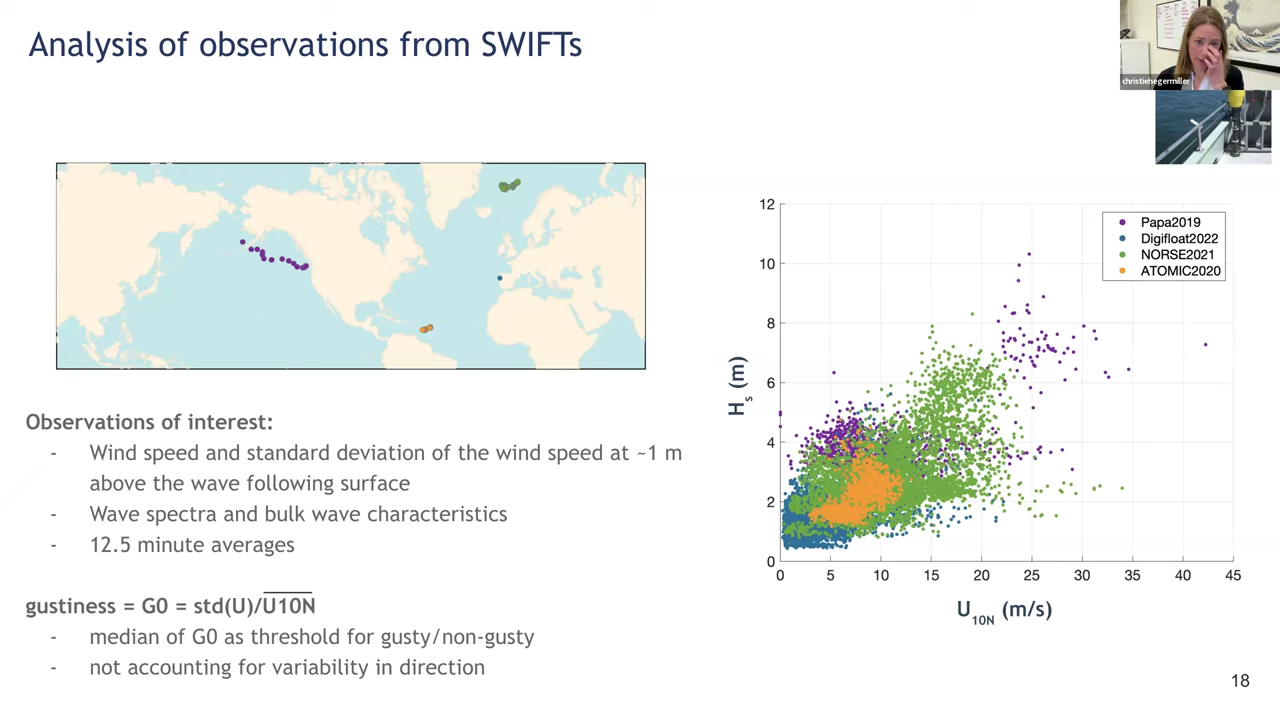 Analysis of observations from SWIFTs
christiehegermiller
Observations of interest:
- Wind speed and standard deviation of the wind speed at ~1 m
above the wave following surface
- Wave spectra and bulk wave characteristics
- 12.5 minute averages
gustiness = G0 = std(U)/U10N
- median of G0 as threshold for gusty/non-gusty
- not accounting for variability in direction
12
10
8
6
4
2
0
Hs (m)
0 5 10 15 20 25 30 35 40 45
U10N (m/s)
Papa2019
Digifloat2022
NORSE2021
ATOMIC2020
18